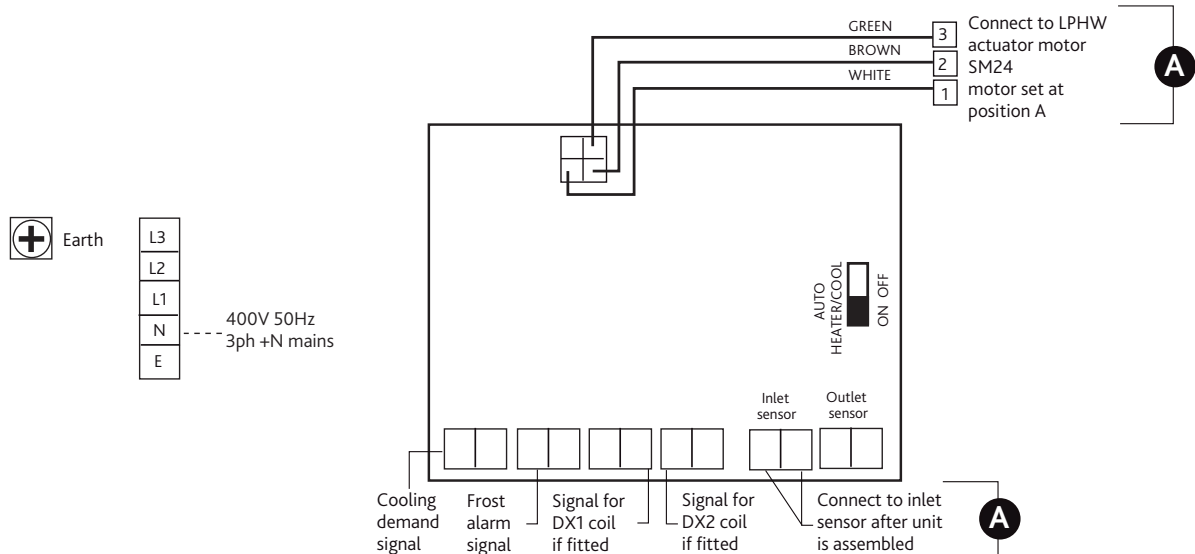 GREEN
BROWN
WHITE
3
2
1
Connect to LPHW
actuator motor
SM24
motor set at
position A
A
Earth
L3
L2
L1
N
E
400V 50Hz
3ph +N mains
AUTO
HEATER/COOL
ON OFF
Inlet
sensor
Outlet
sensor
Cooling
demand
signal
Frost
alarm
signal
Signal for
DX1 coil
if fitted
Signal for
DX2 coil
if fitted
Connect to inlet
sensor after unit
is assembled
A